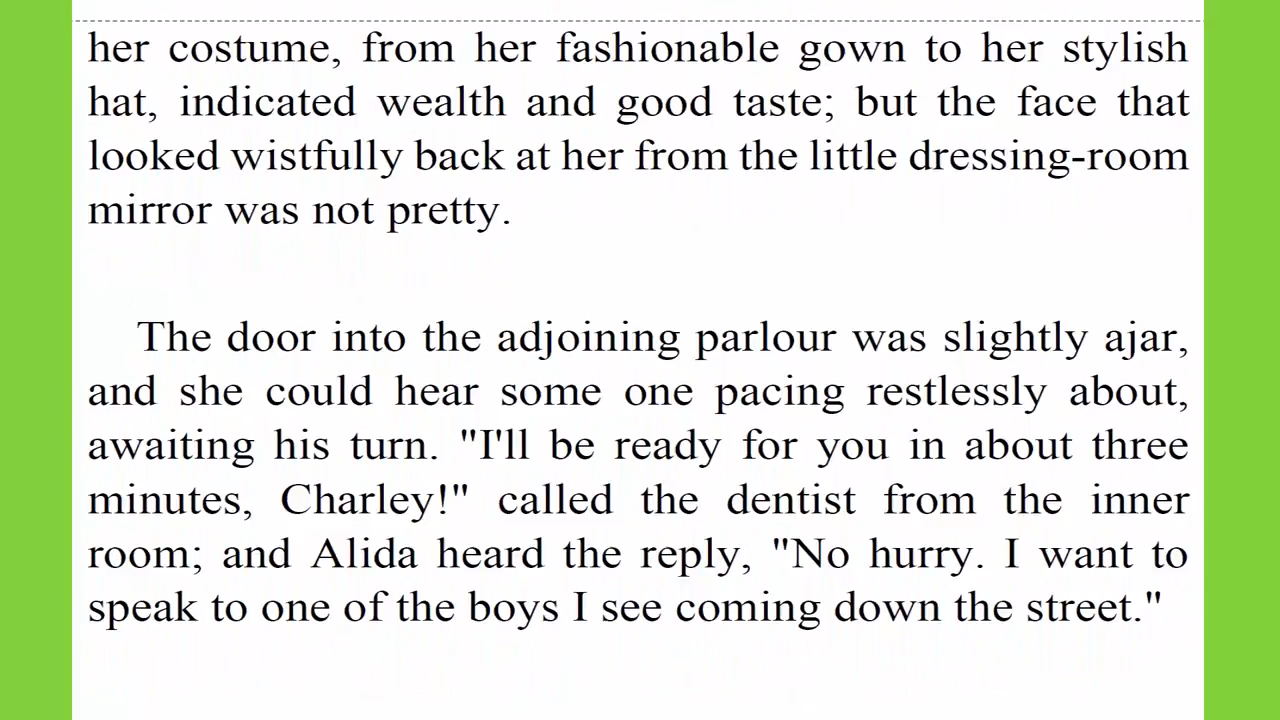 her costume, from her fashionable gown to her stylish
hat, indicated wealth and good taste; but the face that
looked wistfully back at her from the little dressing-room
mirror was not pretty.
The door into the adjoining parlour was slightly ajar,
and she could hear some one pacing restlessly about,
awaiting his turn. "I'll be ready for you in about three
minutes, Charley!" called the dentist from the inner
room; and Alida heard the reply, "No hurry. I want to
speak to one of the boys I see coming down the street."